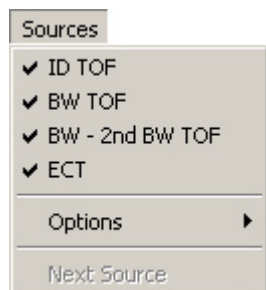 Sources
ID TOF
BW TOF
BW - 2nd BW TOF
ECT
Options
Next Source